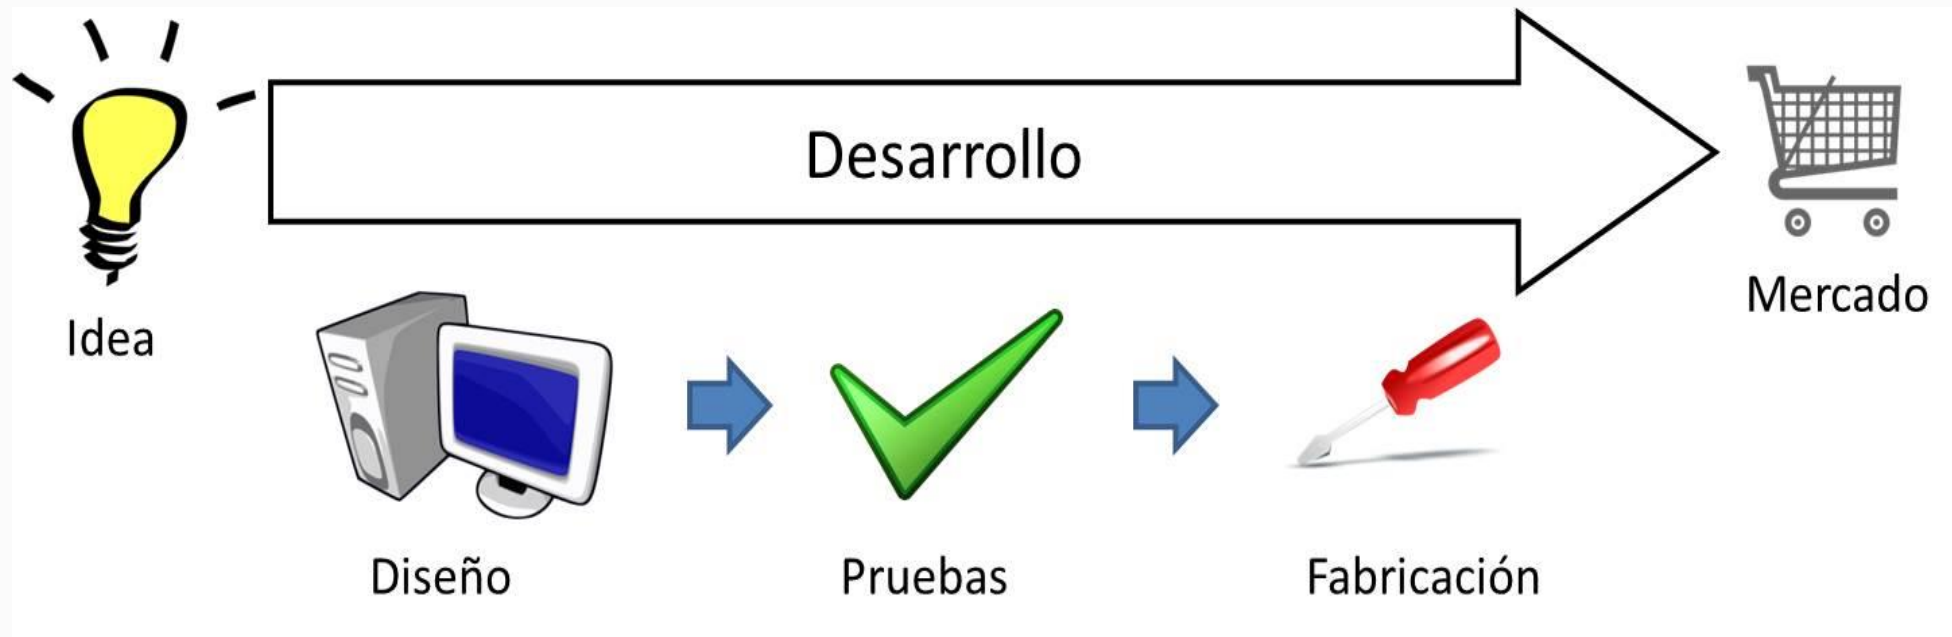 Desarrollo
Idea
Mercado
Diseño
Pruebas
Fabricación